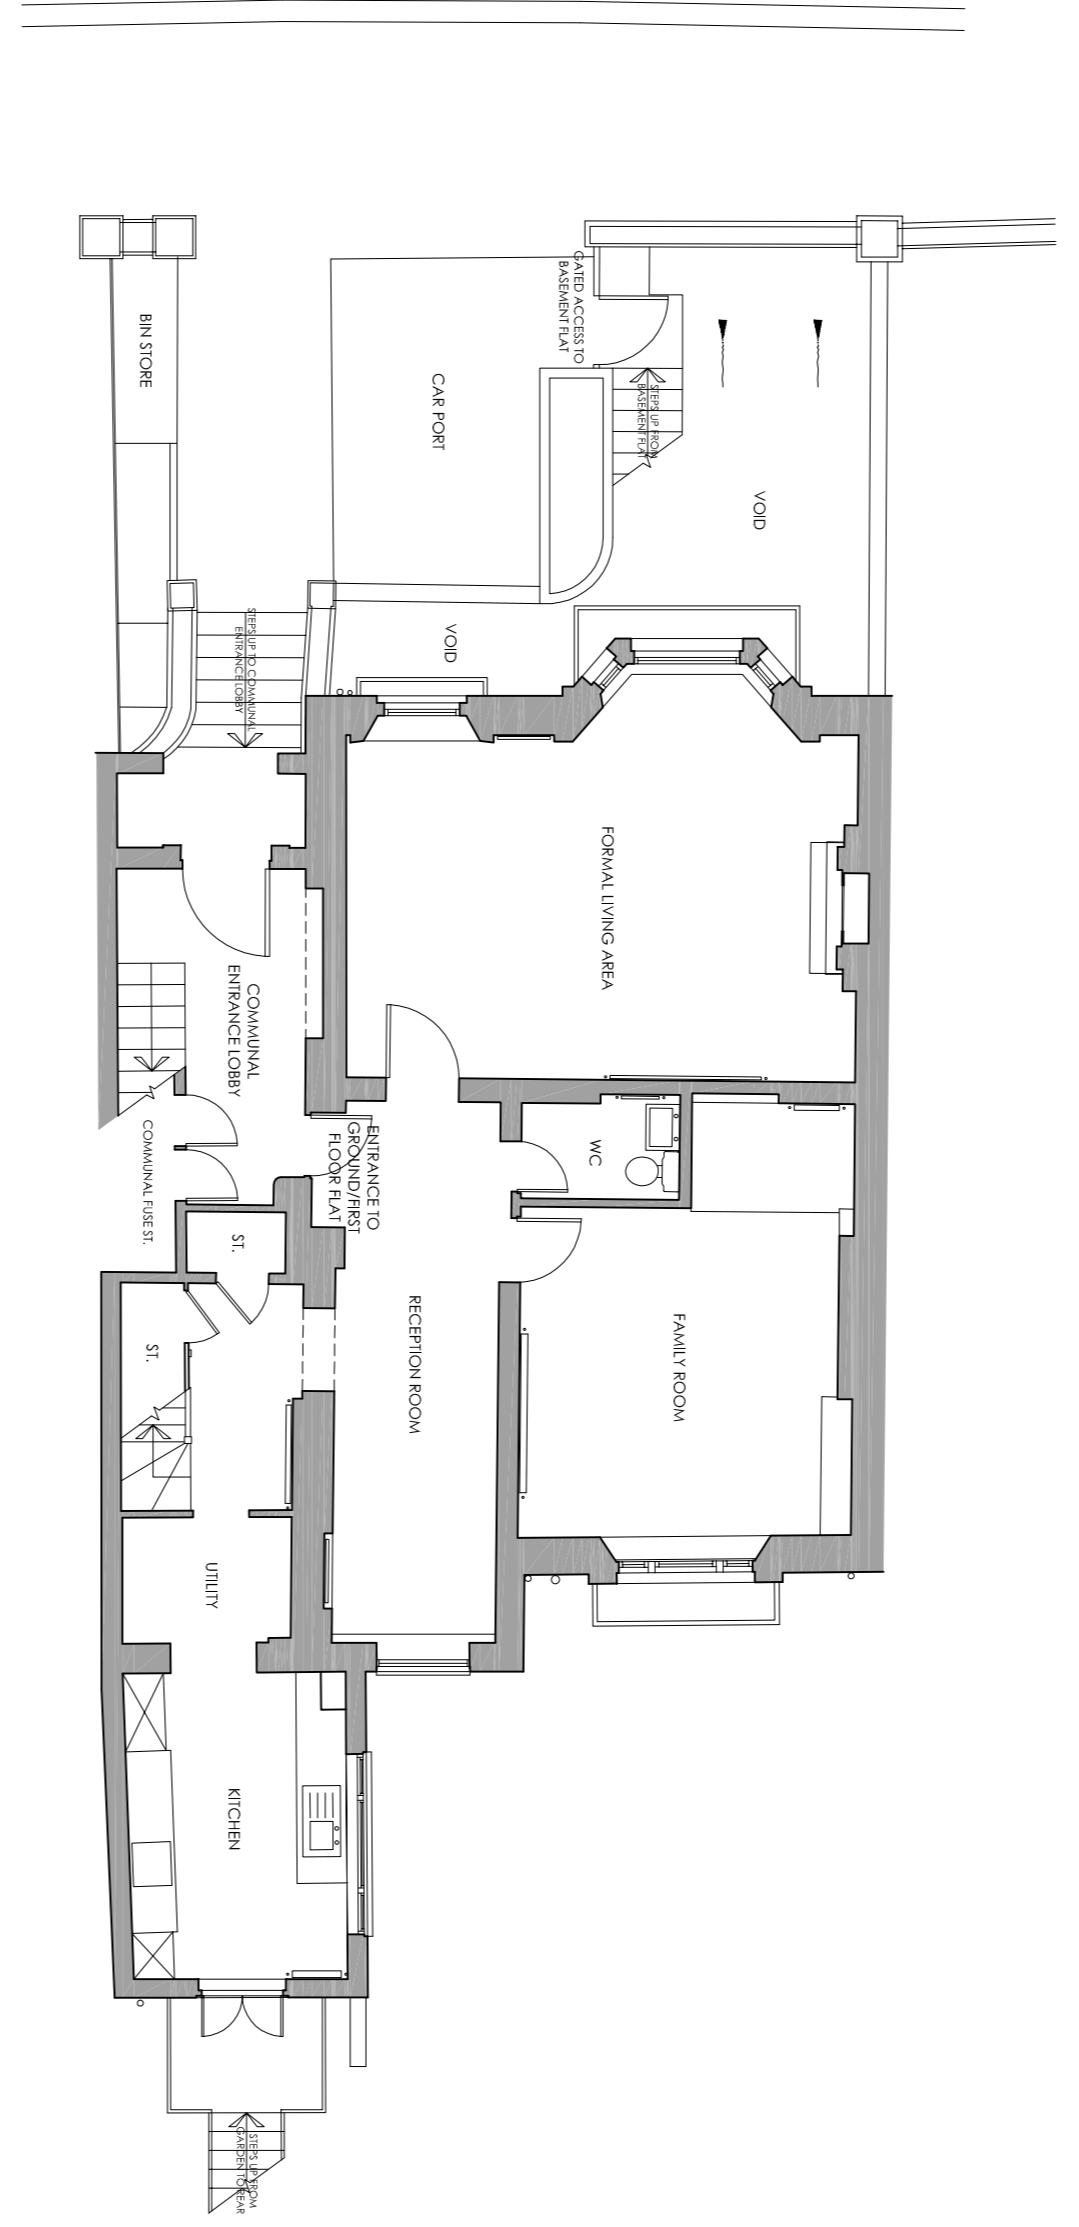 BIN STORE
CAR PORT
GATED ACCESS TO
BASEMENT FLAT
STEPS UP FROM
BASEMENT FLAT
VOID
VOID
STEPS UP TO COMMUNAL
ENTRANCE LOBBY
FORMAL LIVING AREA
COMMUNAL
ENTRANCE LOBBY
COMMUNAL FUSE ST.
ENTRANCE TO
GROUND/FIRST
FLOOR FLAT
WC
ST.
ST.
RECEPTION ROOM
FAMILY ROOM
UTILITY
KITCHEN
STEPS UP FROM
GARDEN TO REAR